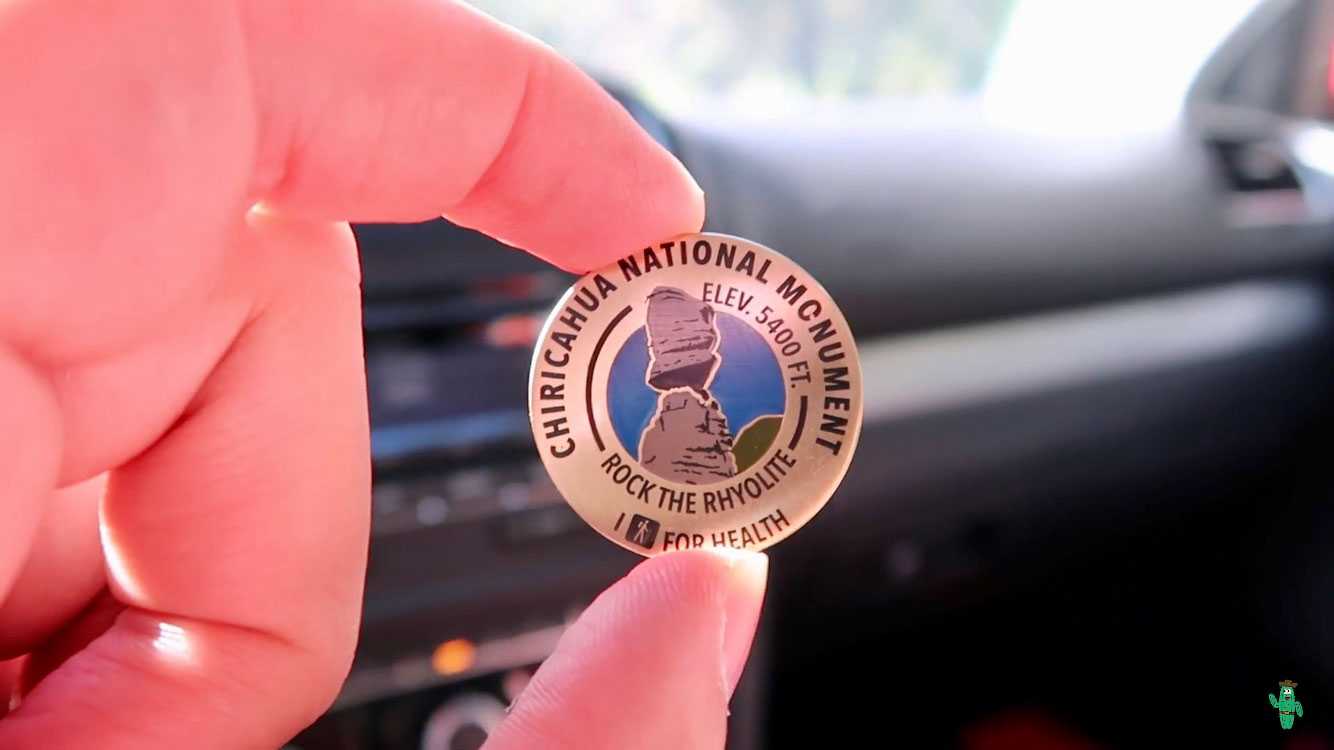 CHIRICAHUA NATIONAL MONUMENT
ELEV. 5400 FT.
ROCK THE RHYOLITE
I FOR HEALTH